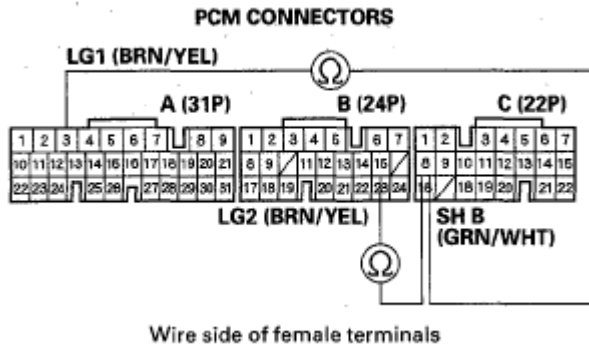 PCM CONNECTORS
LG1 (BRN/YEL)
Ω
A (31P)
B (24P)
C (22P)
1 2 3 4 5 6 7 8 9
10 11 12 13 14 15 16 17 18 19 20 21
22 23 24 25 26 27 28 29 30 31
1 2 3 4 5 6 7
8 9 11 12 13 14 15
17 18 19 20 21 22 23 24
1 2 3 4 5 6 7
8 9 10 11 12 13 14 15
16 18 19 20 21 22
LG2 (BRN/YEL)
SH B
(GRN/WHT)
Ω
Wire side of female terminals